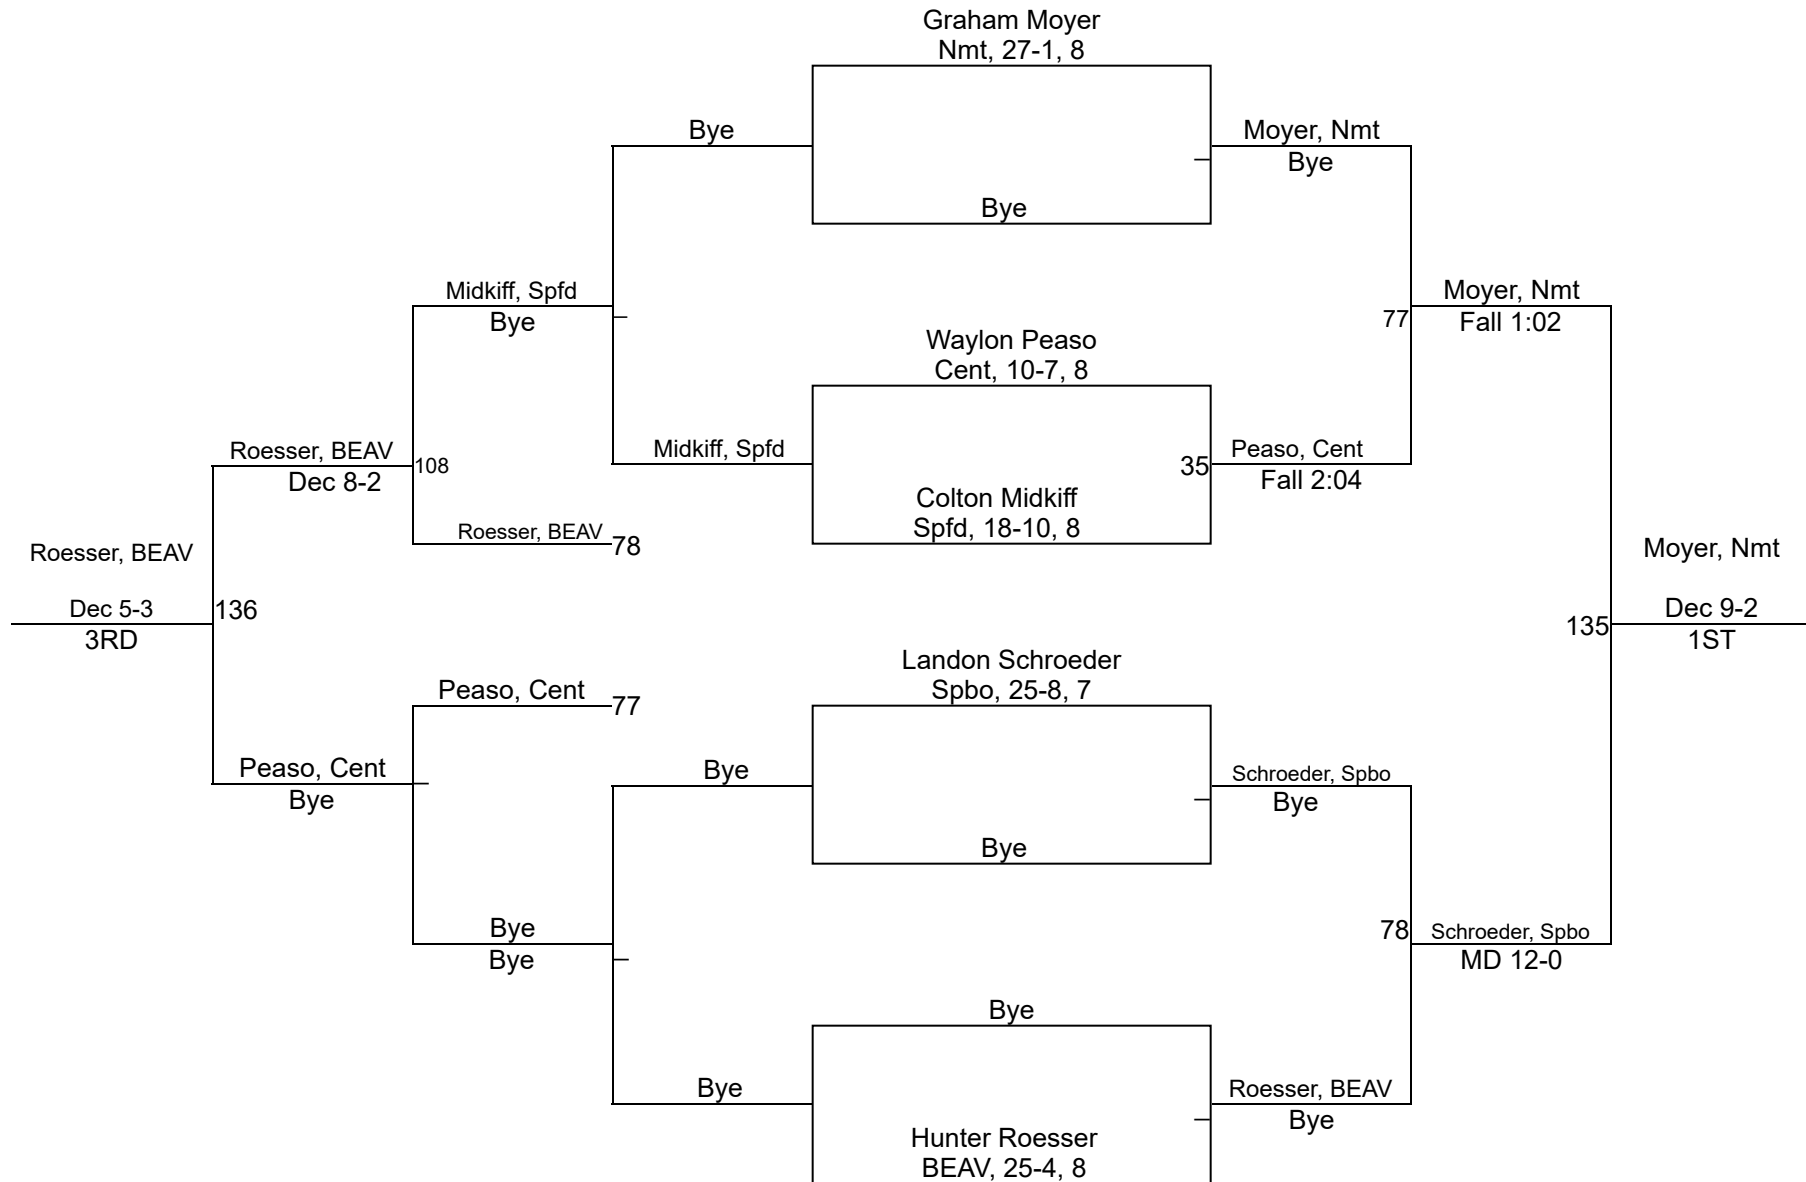 Graham Moyer
Nmt, 27-1, 8
Bye
Moyer, Nmt
Bye
Bye
Midkiff, Spfd
Bye
Moyer, Nmt
77
Fall 1:02
Waylon Peaso
Cent, 10-7, 8
Roesser, BEAV
108
Dec 8-2
Midkiff, Spfd
35
Peaso, Cent
Fall 2:04
Colton Midkiff
Spfd, 18-10, 8
Roesser, BEAV
78
Roesser, BEAV
Moyer, Nmt
Dec 5-3
136
3RD
135
Dec 9-2
1ST
Landon Schroeder
Spbo, 25-8, 7
Peaso, Cent
77
Peaso, Cent
Bye
Bye
Schroeder, Spbo
Bye
Bye
Bye
Bye
78
Schroeder, Spbo
MD 12-0
Bye
Bye
Roesser, BEAV
Bye
Hunter Roesser
BEAV, 25-4, 8